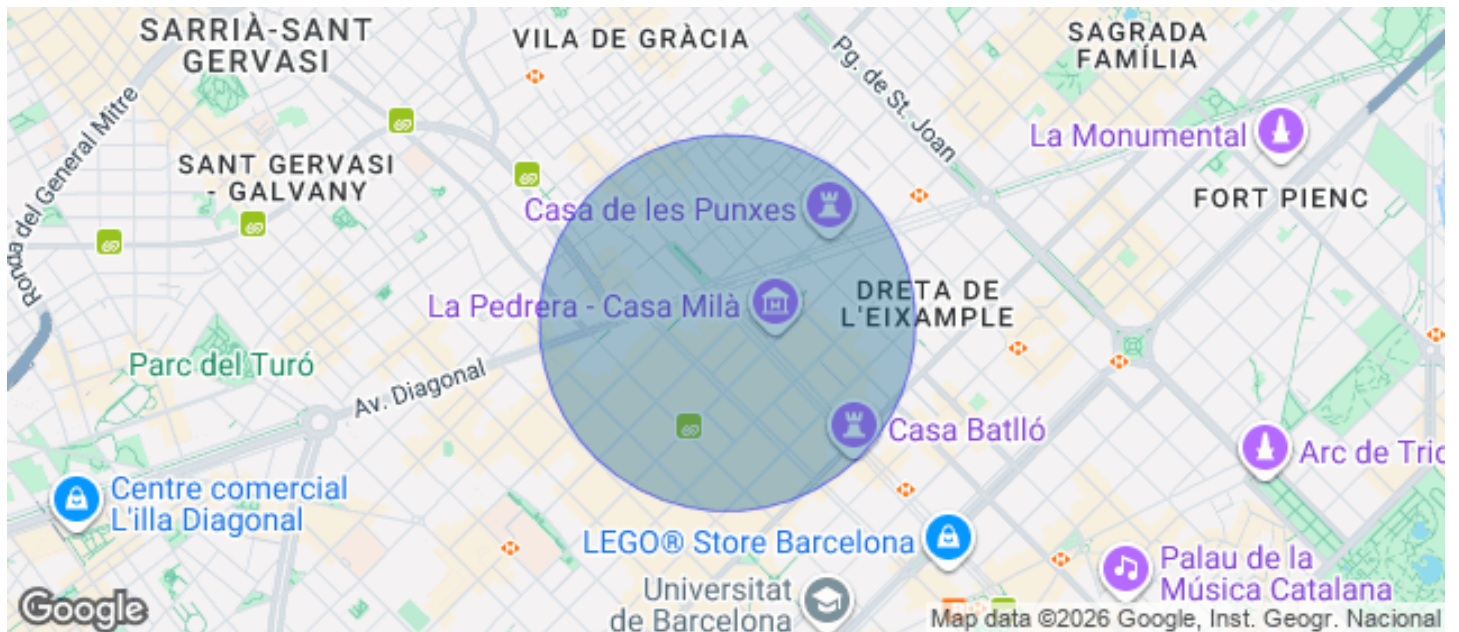 SARRIÀ-SANT
GERVASI
VILA DE GRÀCIA
SAGRADA
FAMÍLIA
Pg. de St. Joan
Ronda del General Mitre
La Monumental
SANT GERVASI
- GALVANY
FORT PIENC
Casa de les Punxes
DRETA DE
L'EIXAMPLE
La Pedrera - Casa Milà
Parc del Turó
Av. Diagonal
Casa Batlló
Arc de Trio
Centre comercial
L'illa Diagonal
LEGO® Store Barcelona
Palau de la
Música Catalana
Universitat
de Barcelona
Google
Map data ©2026 Google, Inst. Geogr. Nacional